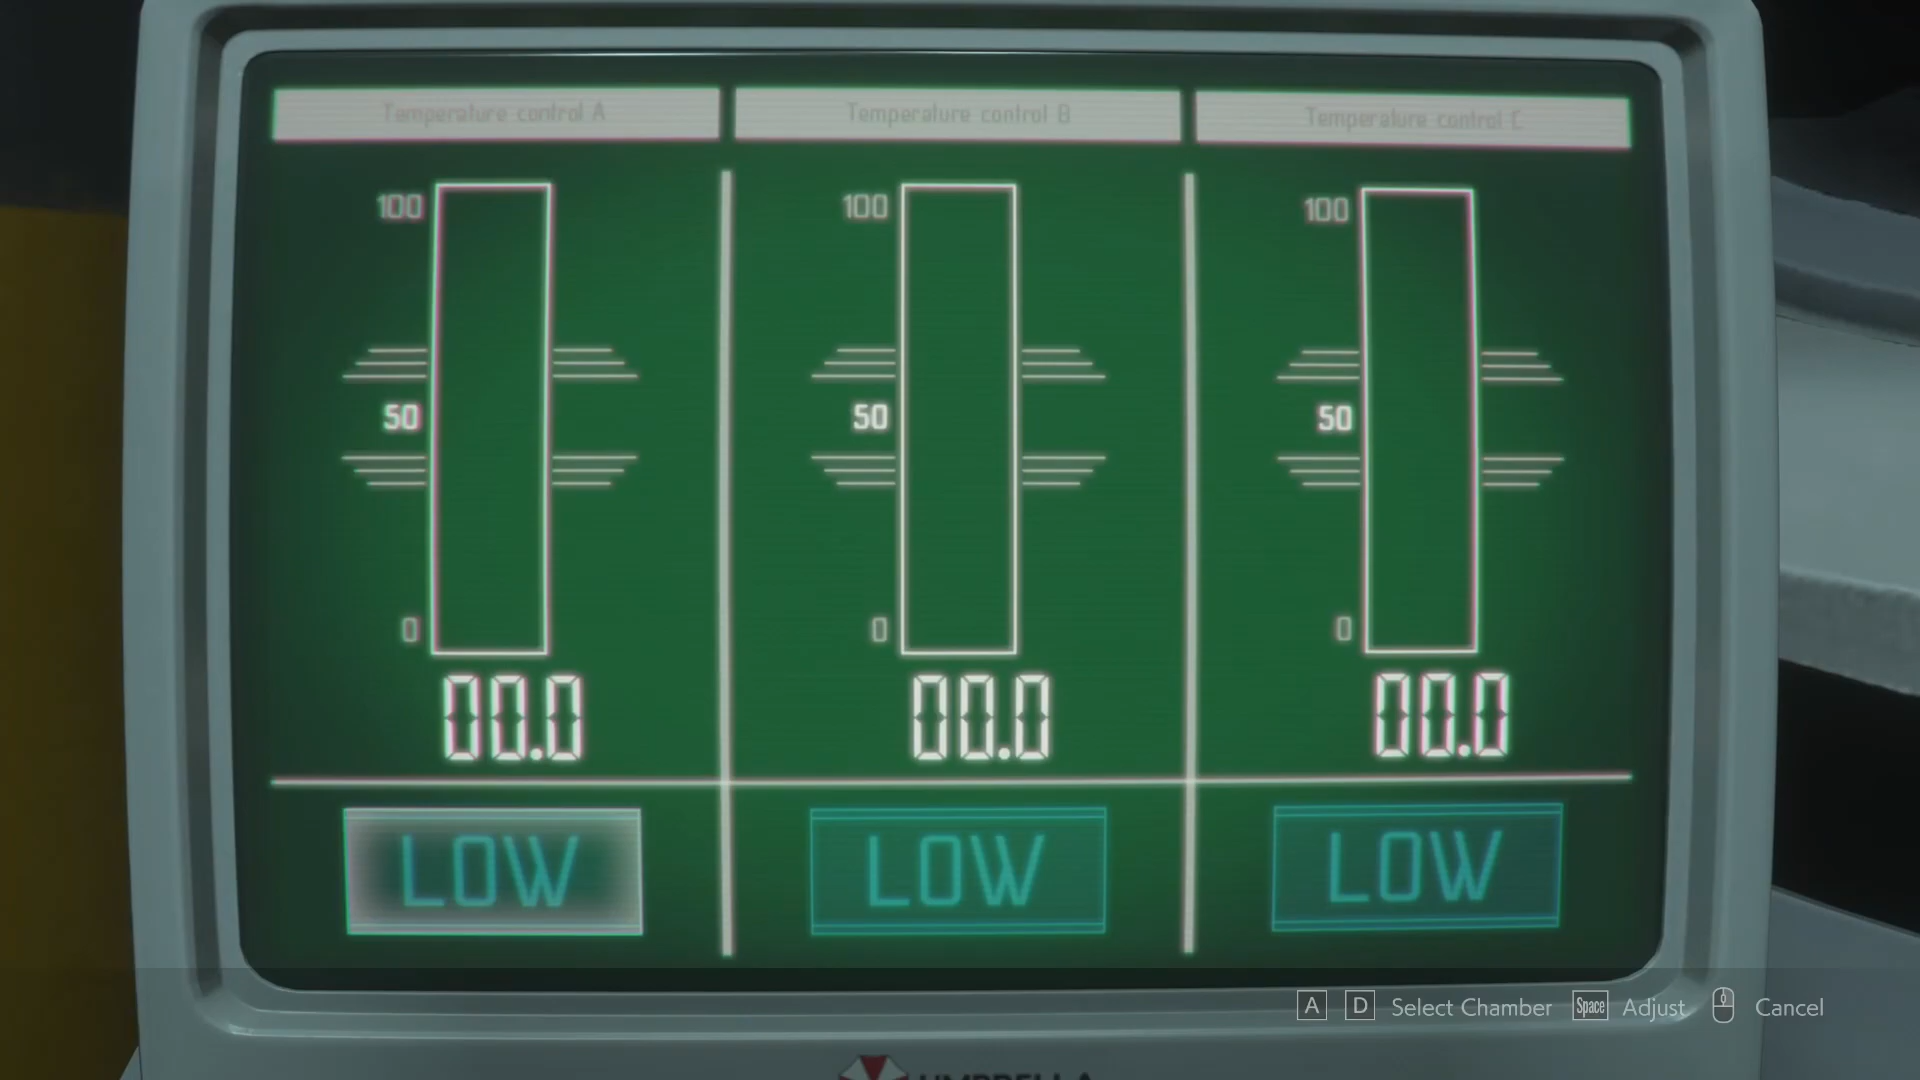 Temperature control A
Temperature control B
Temperature control C
100
100
100
50
50
50
0
0
0
00.0
00.0
00.0
LOW
LOW
LOW
A D Select Chamber Space Adjust Cancel
UMBRELLA